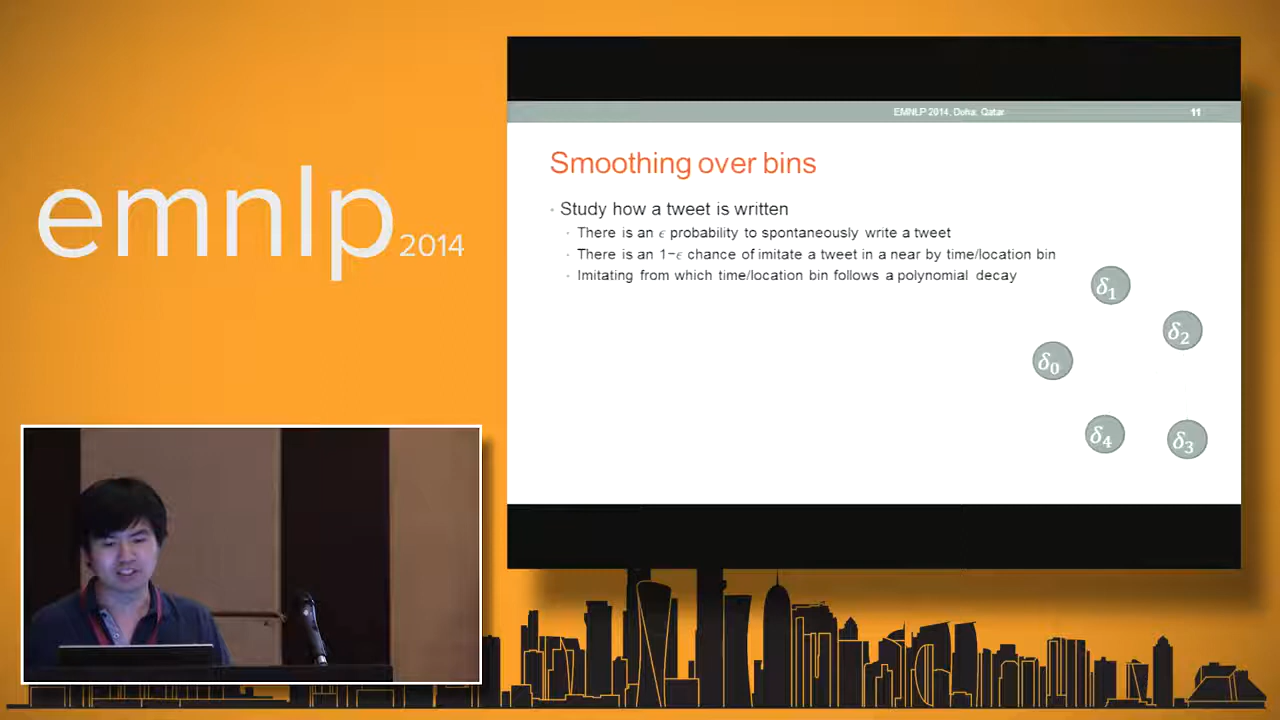 emnlp 2014
EMNLP 2014, Doha, Qatar 11
Smoothing over bins
• Study how a tweet is written
• There is an ϵ probability to spontaneously write a tweet
• There is an 1−ϵ chance of imitate a tweet in a near by time/location bin
• Imitating from which time/location bin follows a polynomial decay
δ1
δ2
δ0
δ4
δ3